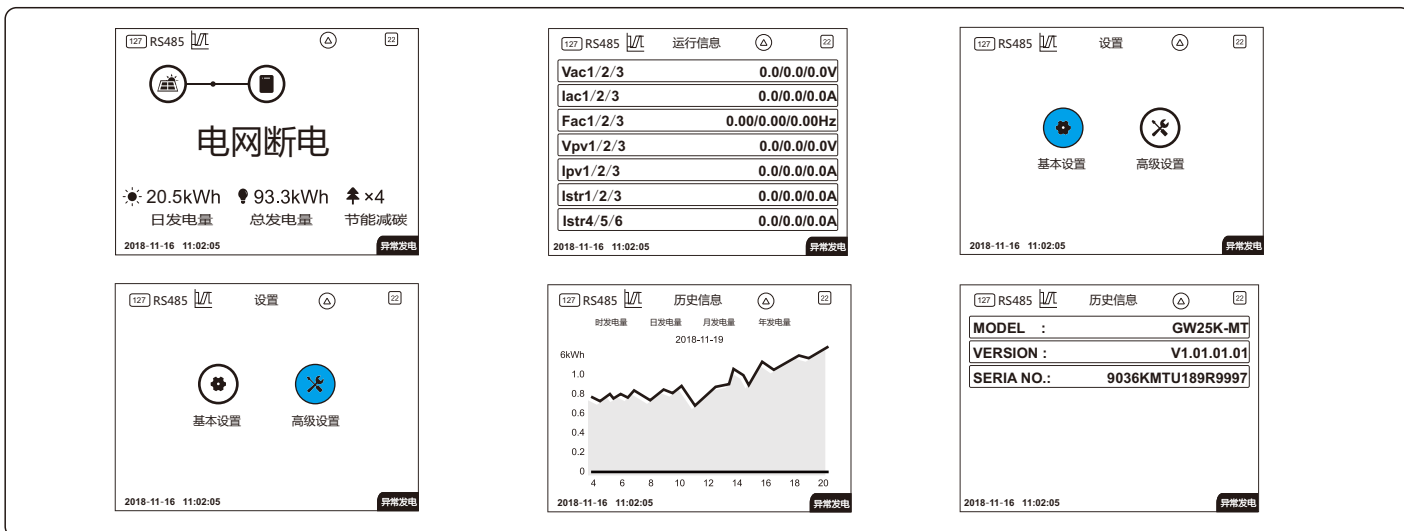 127 RS485 22
电网断电
20.5kWh 93.3kWh ×4
日发电量 总发电量 节能减碳
2018-11-16 11:02:05 异常发电
127 RS485 运行信息 22
Vac1/2/3 0.0/0.0/0.0V
Iac1/2/3 0.0/0.0/0.0A
Fac1/2/3 0.00/0.00/0.00Hz
Vpv1/2/3 0.0/0.0/0.0V
Ipv1/2/3 0.0/0.0/0.0A
Istr1/2/3 0.0/0.0/0.0A
Istr4/5/6 0.0/0.0/0.0A
2018-11-16 11:02:05 异常发电
127 RS485 设置 22
基本设置 高级设置
2018-11-16 11:02:05 异常发电
127 RS485 设置 22
基本设置 高级设置
2018-11-16 11:02:05 异常发电
127 RS485 历史信息 22
时发电量 日发电量 月发电量 年发电量
2018-11-19
6kWh
1.0
0.8
0.6
0.4
0.2
0
4 6 8 10 12 14 16 18 20
2018-11-16 11:02:05 异常发电
127 RS485 历史信息 22
MODEL : GW25K-MT
VERSION : V1.01.01.01
SERIA NO.: 9036KMTU189R9997
2018-11-16 11:02:05 异常发电